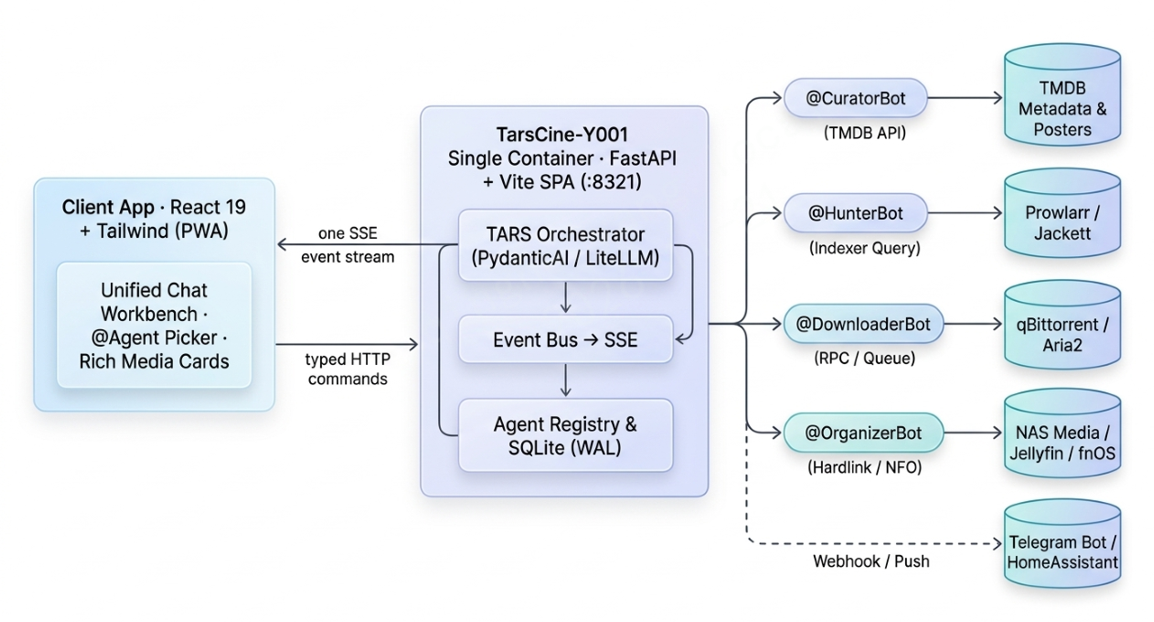 Client App · React 19
+ Tailwind (PWA)
Unified Chat
Workbench ·
@Agent Picker ·
Rich Media Cards
one SSE
event stream
typed HTTP
commands
TarsCine-Y001
Single Container · FastAPI
+ Vite SPA (:8321)
TARS Orchestrator
(PydanticAI / LiteLLM)
Event Bus → SSE
Agent Registry &
SQLite (WAL)
@CuratorBot
(TMDB API)
@HunterBot
(Indexer Query)
@DownloaderBot
(RPC / Queue)
@OrganizerBot
(Hardlink / NFO)
Webhook / Push
TMDB
Metadata &
Posters
Prowlarr /
Jackett
qBittorrent /
Aria2
NAS Media /
Jellyfin / fnOS
Telegram Bot /
HomeAssistant